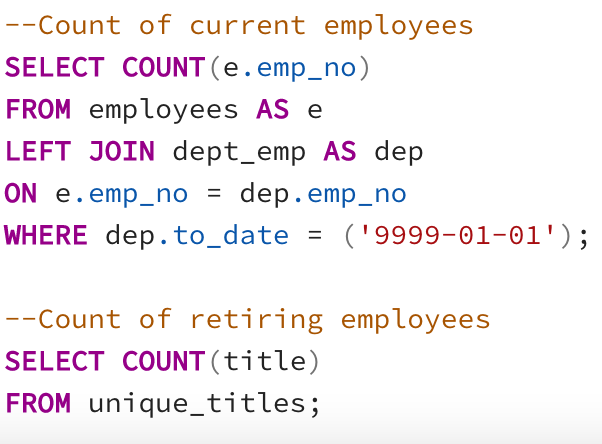 --Count of current employees
SELECT COUNT(e.emp_no)
FROM employees AS e
LEFT JOIN dept_emp AS dep
ON e.emp_no = dep.emp_no
WHERE dep.to_date = ('9999-01-01');
--Count of retiring employees
SELECT COUNT(title)
FROM unique_titles;